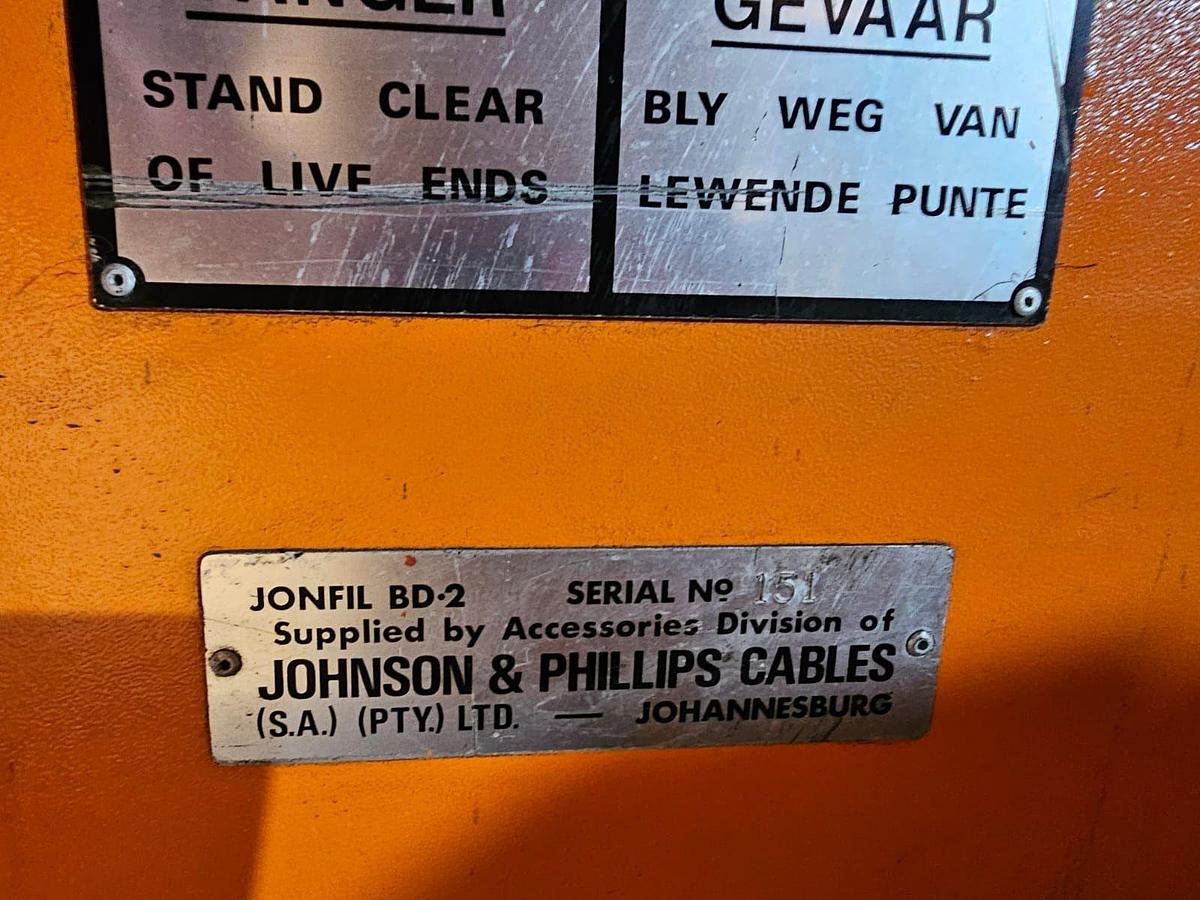 DANGER
STAND CLEAR
OF LIVE ENDS
GEVAAR
BLY WEG VAN
LEWENDE PUNTE
JONFIL BD·2 SERIAL Nº 151
Supplied by Accessories Division of
JOHNSON & PHILLIPS CABLES
(S.A.) (PTY.) LTD. — JOHANNESBURG